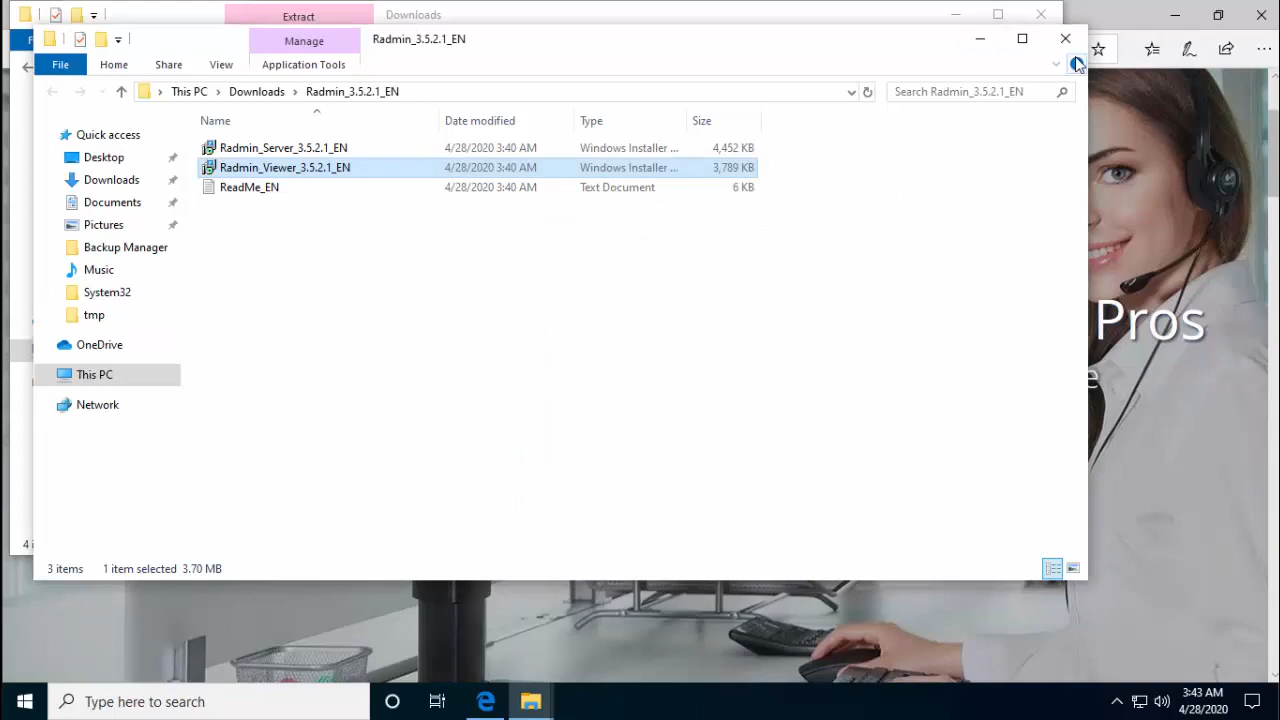 Extract
Downloads
Manage
Radmin_3.5.2.1_EN
File
Home
Share
View
Application Tools
This PC
Downloads
Radmin_3.5.2.1_EN
Search Radmin_3.5.2.1_EN
Name
Date modified
Type
Size
Radmin_Server_3.5.2.1_EN 4/28/2020 3:40 AM Windows Installer ... 4,452 KB
Radmin_Viewer_3.5.2.1_EN 4/28/2020 3:40 AM Windows Installer ... 3,789 KB
ReadMe_EN 4/28/2020 3:40 AM Text Document 6 KB
Quick access
Desktop
Downloads
Documents
Pictures
Backup Manager
Music
System32
tmp
OneDrive
This PC
Network
Pros
e
4 i
3 items 1 item selected 3.70 MB
Type here to search
3:43 AM
4/28/2020